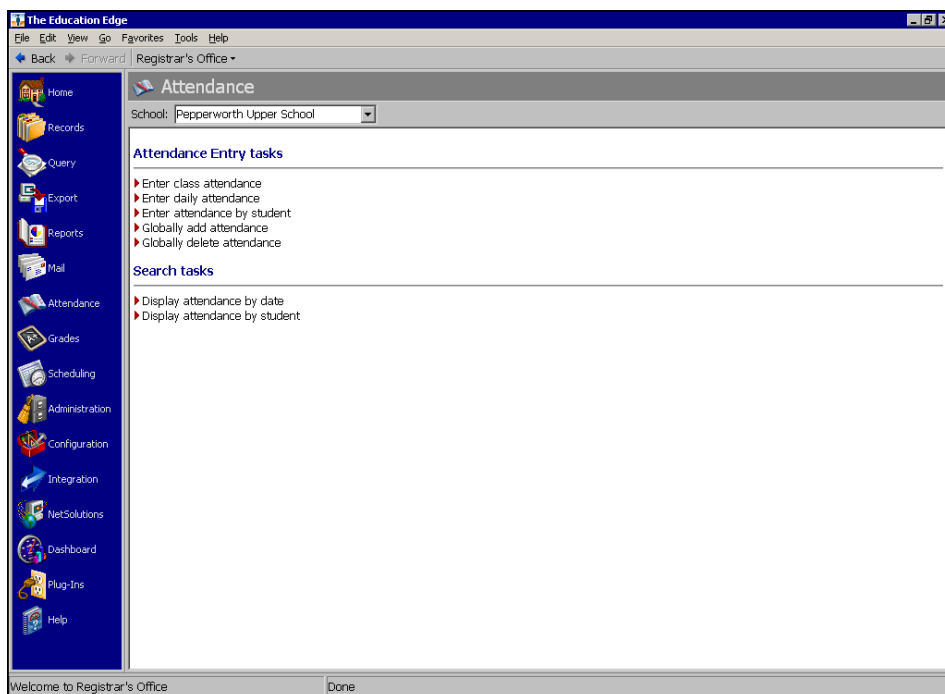 The Education Edge
File Edit View Go Favorites Tools Help
Back Forward Registrar's Office
Home
Records
Query
Export
Reports
Mail
Attendance
Grades
Scheduling
Administration
Configuration
Integration
NetSolutions
Dashboard
Plug-Ins
Help
Attendance
School: Pepperworth Upper School
Attendance Entry tasks
Enter class attendance
Enter daily attendance
Enter attendance by student
Globally add attendance
Globally delete attendance
Search tasks
Display attendance by date
Display attendance by student
Welcome to Registrar's Office Done